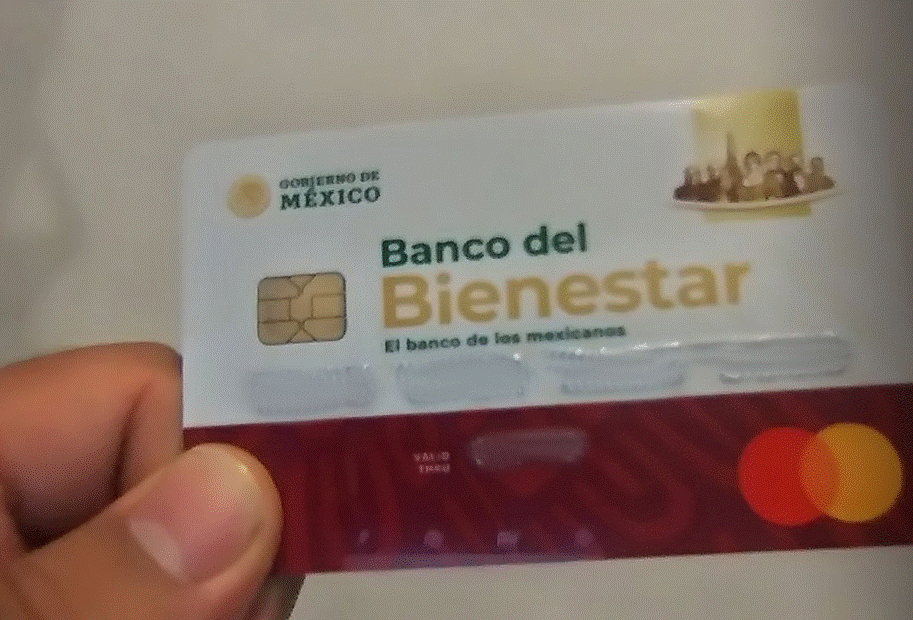 GOBIERNO DE
MÉXICO
Banco del
Bienestar
El banco de los mexicanos
VALID
THRU